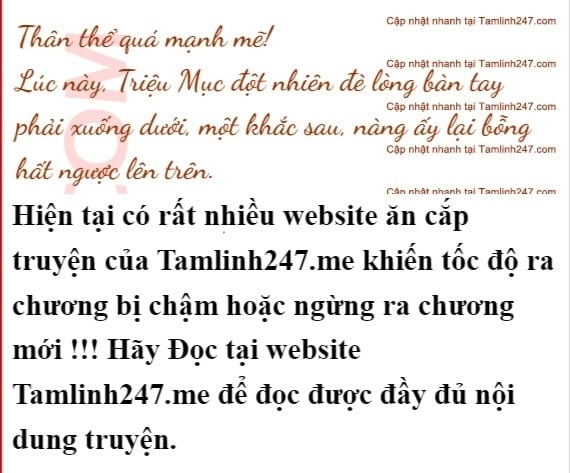 Cập nhật nhanh tại Tamlinh247.com
Thân thể quá mạnh mẽ!
Cập nhật nhanh tại Tamlinh247.com
Lúc này, Triệu Mục đột nhiên đè lòng bàn tay
Cập nhật nhanh tại Tamlinh247.com
phải xuống dưới, một khắc sau, nàng ấy lại bỗng
Cập nhật nhanh tại Tamlinh247.com
hất ngược lên trên.
Cập nhật nhanh tại Tamlinh247.com
COM
Hiện tại có rất nhiều website ăn cắp
truyện của Tamlinh247.me khiến tốc độ ra
chương bị chậm hoặc ngừng ra chương
mới !!! Hãy Đọc tại website
Tamlinh247.me để đọc được đầy đủ nội
dung truyện.